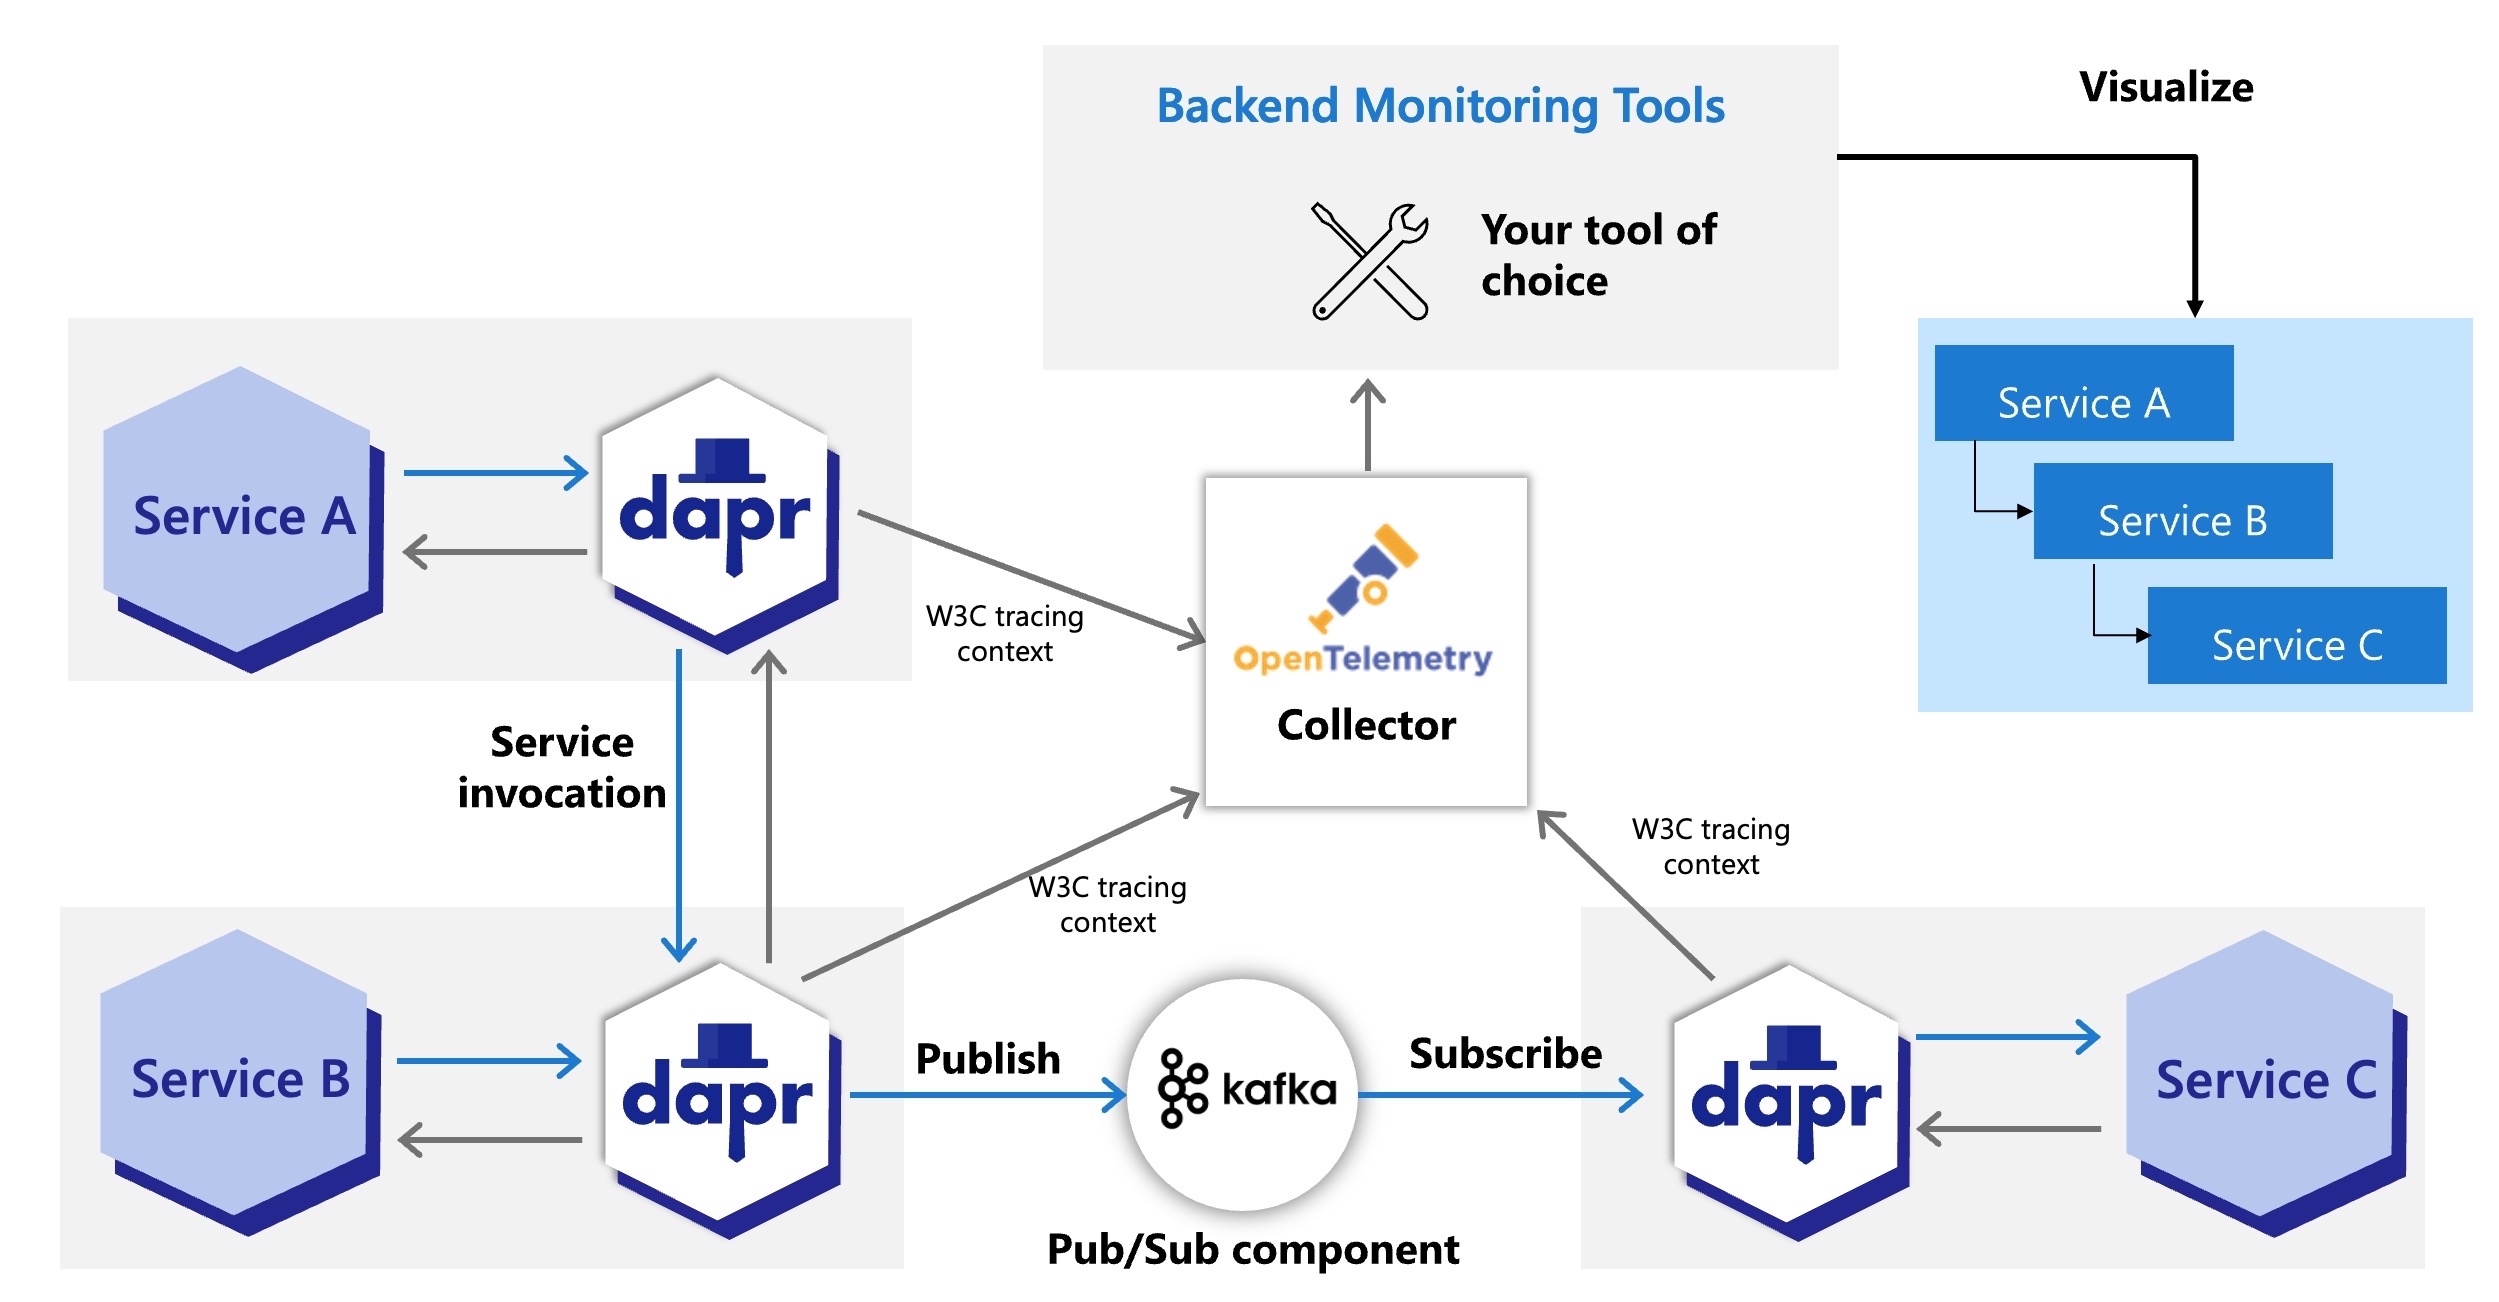 Backend Monitoring Tools
Your tool of
choice
Visualize
Service A
dapr
Service A
Service B
Service C
W3C tracing
context
OpenTelemetry
Collector
Service
invocation
W3C tracing
context
W3C tracing
context
Service B
dapr
Publish
kafka
Subscribe
dapr
Service C
Pub/Sub component